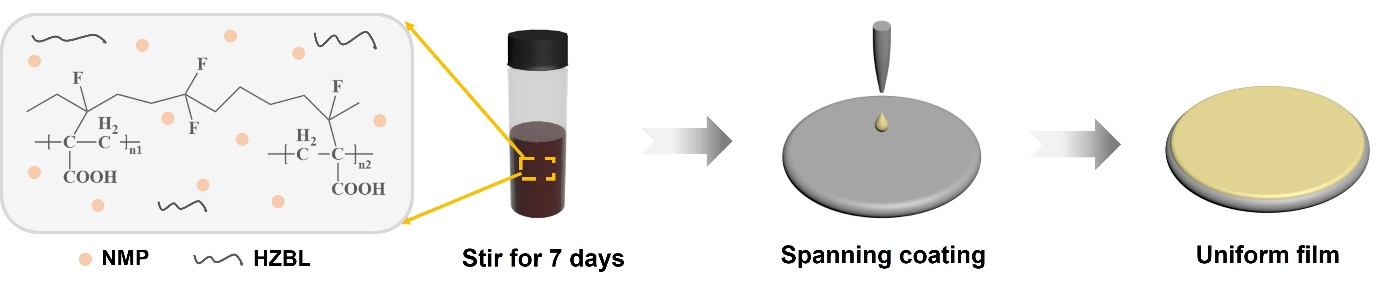 F
F
F
F
H2
C C n1
COOH
H2
C C n2
COOH
NMP HZBL
Stir for 7 days
Spanning coating
Uniform film